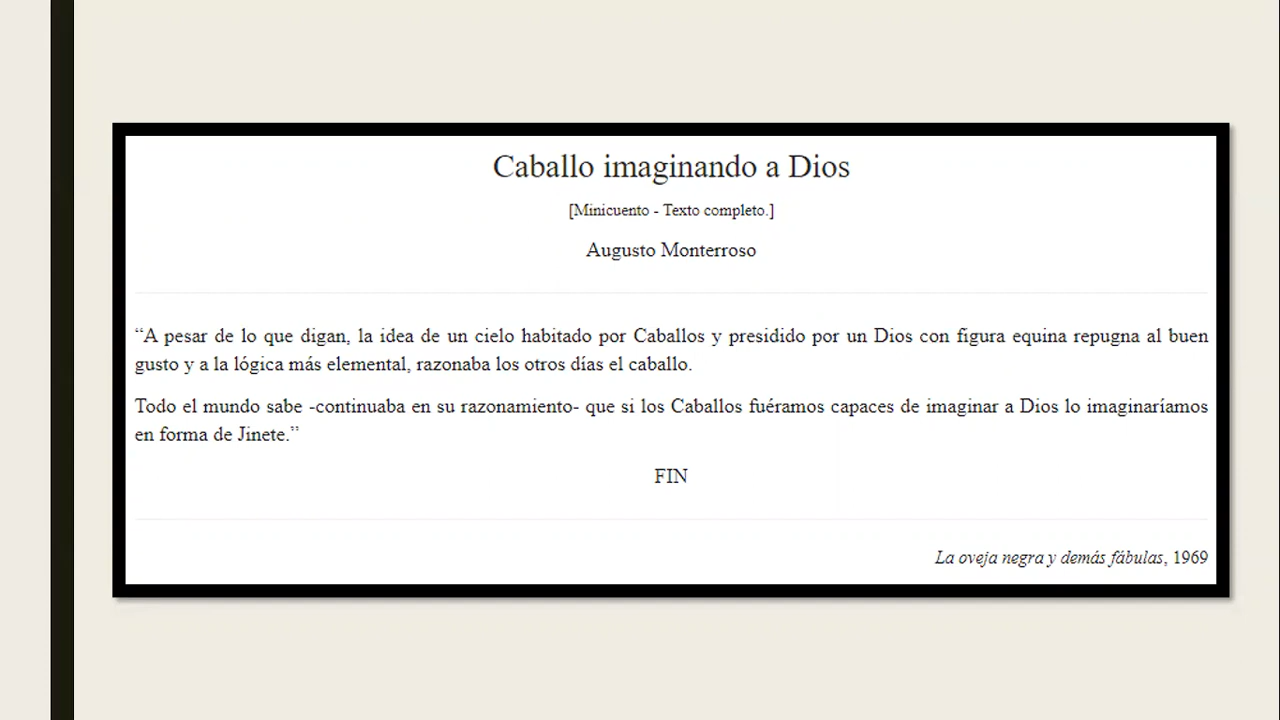 Caballo imaginando a Dios
[Minicuento - Texto completo.]
Augusto Monterroso
“A pesar de lo que digan, la idea de un cielo habitado por Caballos y presidido por un Dios con figura equina repugna al buen
gusto y a la lógica más elemental, razonaba los otros días el caballo.
Todo el mundo sabe -continuaba en su razonamiento- que si los Caballos fuéramos capaces de imaginar a Dios lo imaginaríamos
en forma de Jinete.”
FIN
La oveja negra y demás fábulas, 1969